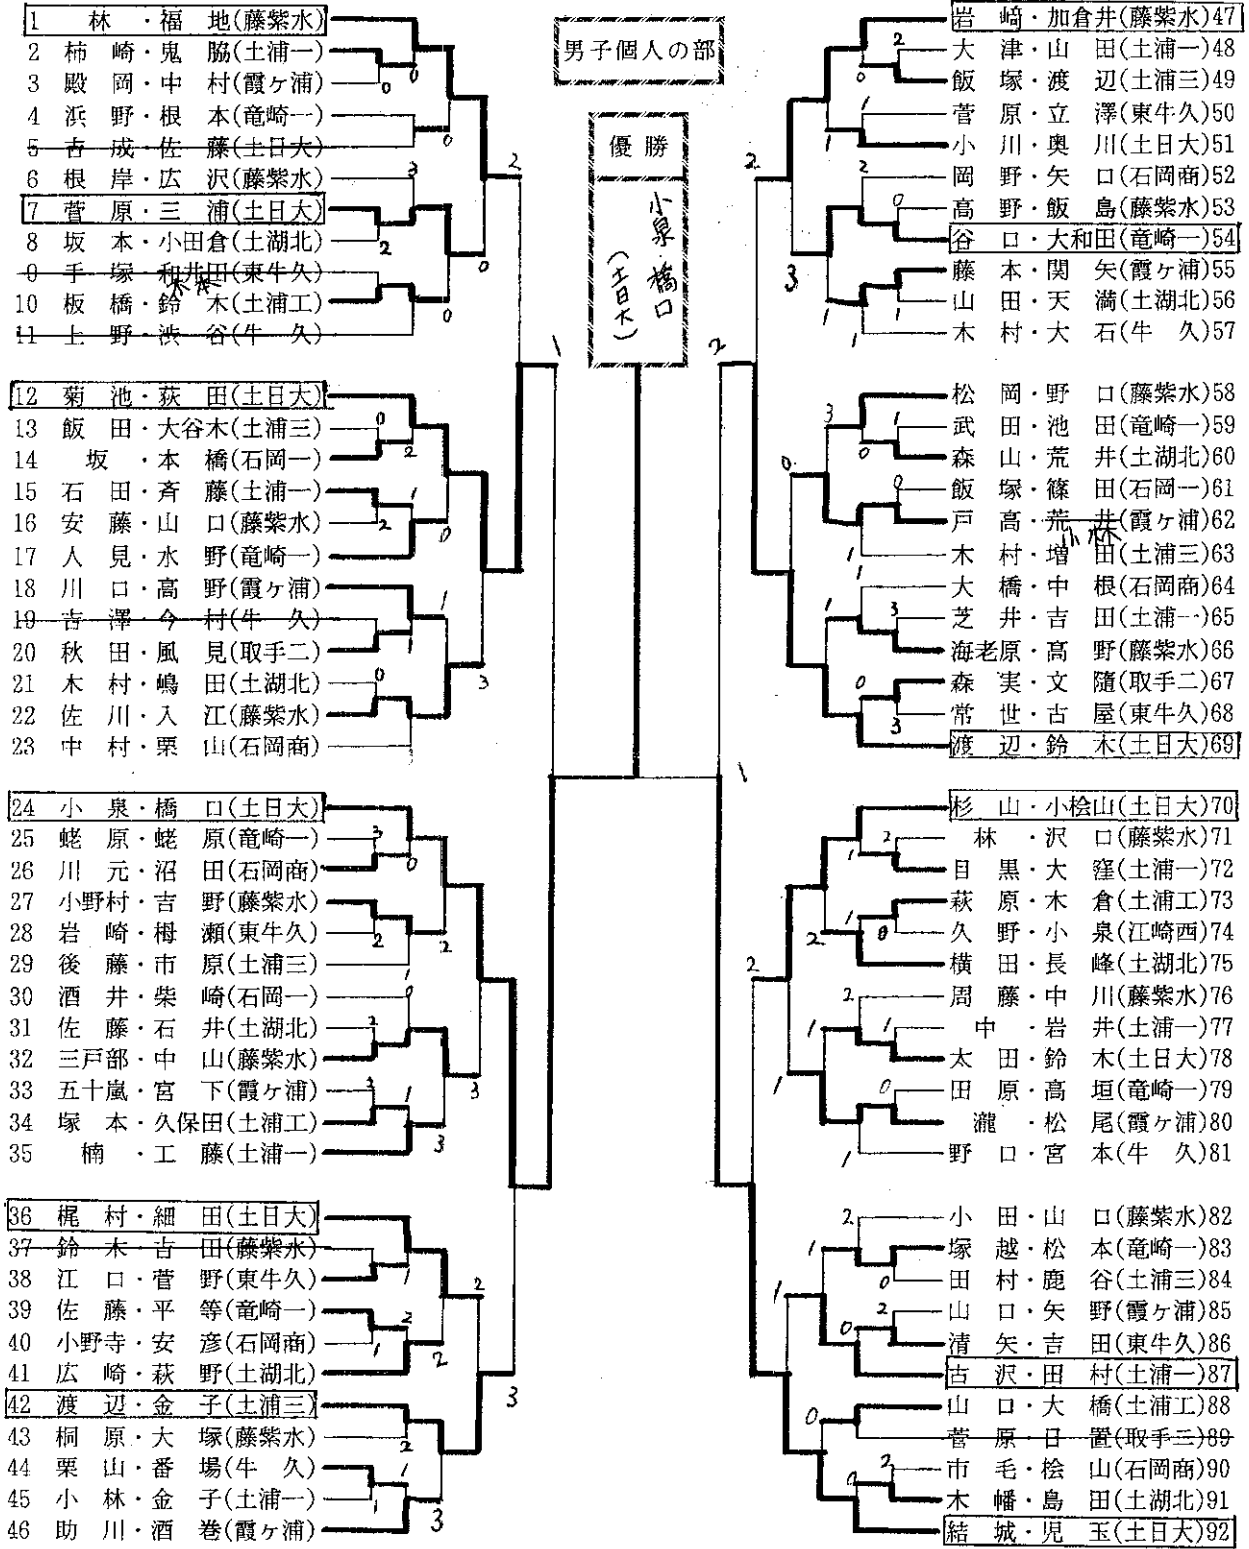 男子個人の部
優勝
小泉・橋口
(土日大)
1 林・福地(藤紫水)
2 柿崎・鬼脇(土浦一)
3 殿岡・中村(霞ヶ浦)
4 浜野・根本(竜崎一)
5 吉成・佐藤(土日大)
6 根岸・広沢(藤紫水)
7 菅原・三浦(土日大)
8 坂本・小田倉(土湖北)
9 手塚・和井田(東牛久)
10 板橋・鈴木(土浦工)
11 上野・渋谷(牛久)
12 菊池・荻田(土日大)
13 飯田・大谷木(土浦三)
14 坂・本橋(石岡一)
15 石田・斉藤(土浦一)
16 安藤・山口(藤紫水)
17 人見・水野(竜崎一)
18 川口・高野(霞ヶ浦)
19 吉澤・今村(牛久)
20 秋田・風見(取手二)
21 木村・嶋田(土湖北)
22 佐川・入江(藤紫水)
23 中村・栗山(石岡商)
24 小泉・橋口(土日大)
25 蛯原・蛯原(竜崎一)
26 川元・沼田(石岡商)
27 小野村・吉野(藤紫水)
28 岩崎・栂瀬(東牛久)
29 後藤・市原(土浦三)
30 酒井・柴崎(石岡一)
31 佐藤・石井(土湖北)
32 三戸部・中山(藤紫水)
33 五十嵐・宮下(霞ヶ浦)
34 塚本・久保田(土浦工)
35 楠・工藤(土浦一)
36 梶村・細田(土日大)
37 鈴木・吉田(藤紫水)
38 江口・菅野(東牛久)
39 佐藤・平等(竜崎一)
40 小野寺・安彦(石岡商)
41 広崎・萩野(土湖北)
42 渡辺・金子(土浦三)
43 桐原・大塚(藤紫水)
44 栗山・番場(牛久)
45 小林・金子(土浦一)
46 助川・酒巻(霞ヶ浦)
岩崎・加倉井(藤紫水)47
大津・山田(土浦一)48
飯塚・渡辺(土浦三)49
菅原・立澤(東牛久)50
小川・奥川(土日大)51
岡野・矢口(石岡商)52
高野・飯島(藤紫水)53
谷口・大和田(竜崎一)54
藤本・関矢(霞ヶ浦)55
山田・天満(土湖北)56
木村・大石(牛久)57
松岡・野口(藤紫水)58
武田・池田(竜崎一)59
森山・荒井(土湖北)60
飯塚・篠田(石岡一)61
戸高・荒井(霞ヶ浦)62
小林
木村・増田(土浦三)63
大橋・中根(石岡商)64
芝井・吉田(土浦一)65
海老原・高野(藤紫水)66
森実・文隨(取手二)67
常世・古屋(東牛久)68
渡辺・鈴木(土日大)69
杉山・小桧山(土日大)70
林・沢口(藤紫水)71
目黒・大窪(土浦一)72
萩原・木倉(土浦工)73
久野・小泉(江崎西)74
横田・長峰(土湖北)75
周藤・中川(藤紫水)76
中・岩井(土浦一)77
太田・鈴木(土日大)78
田原・高垣(竜崎一)79
瀧・松尾(霞ヶ浦)80
野口・宮本(牛久)81
小田・山口(藤紫水)82
塚越・松本(竜崎一)83
田村・鹿谷(土浦三)84
山口・矢野(霞ヶ浦)85
清矢・吉田(東牛久)86
古沢・田村(土浦一)87
山口・大橋(土浦工)88
菅原・日置(取手三)89
市毛・桧山(石岡商)90
木幡・島田(土湖北)91
結城・児玉(土日大)92